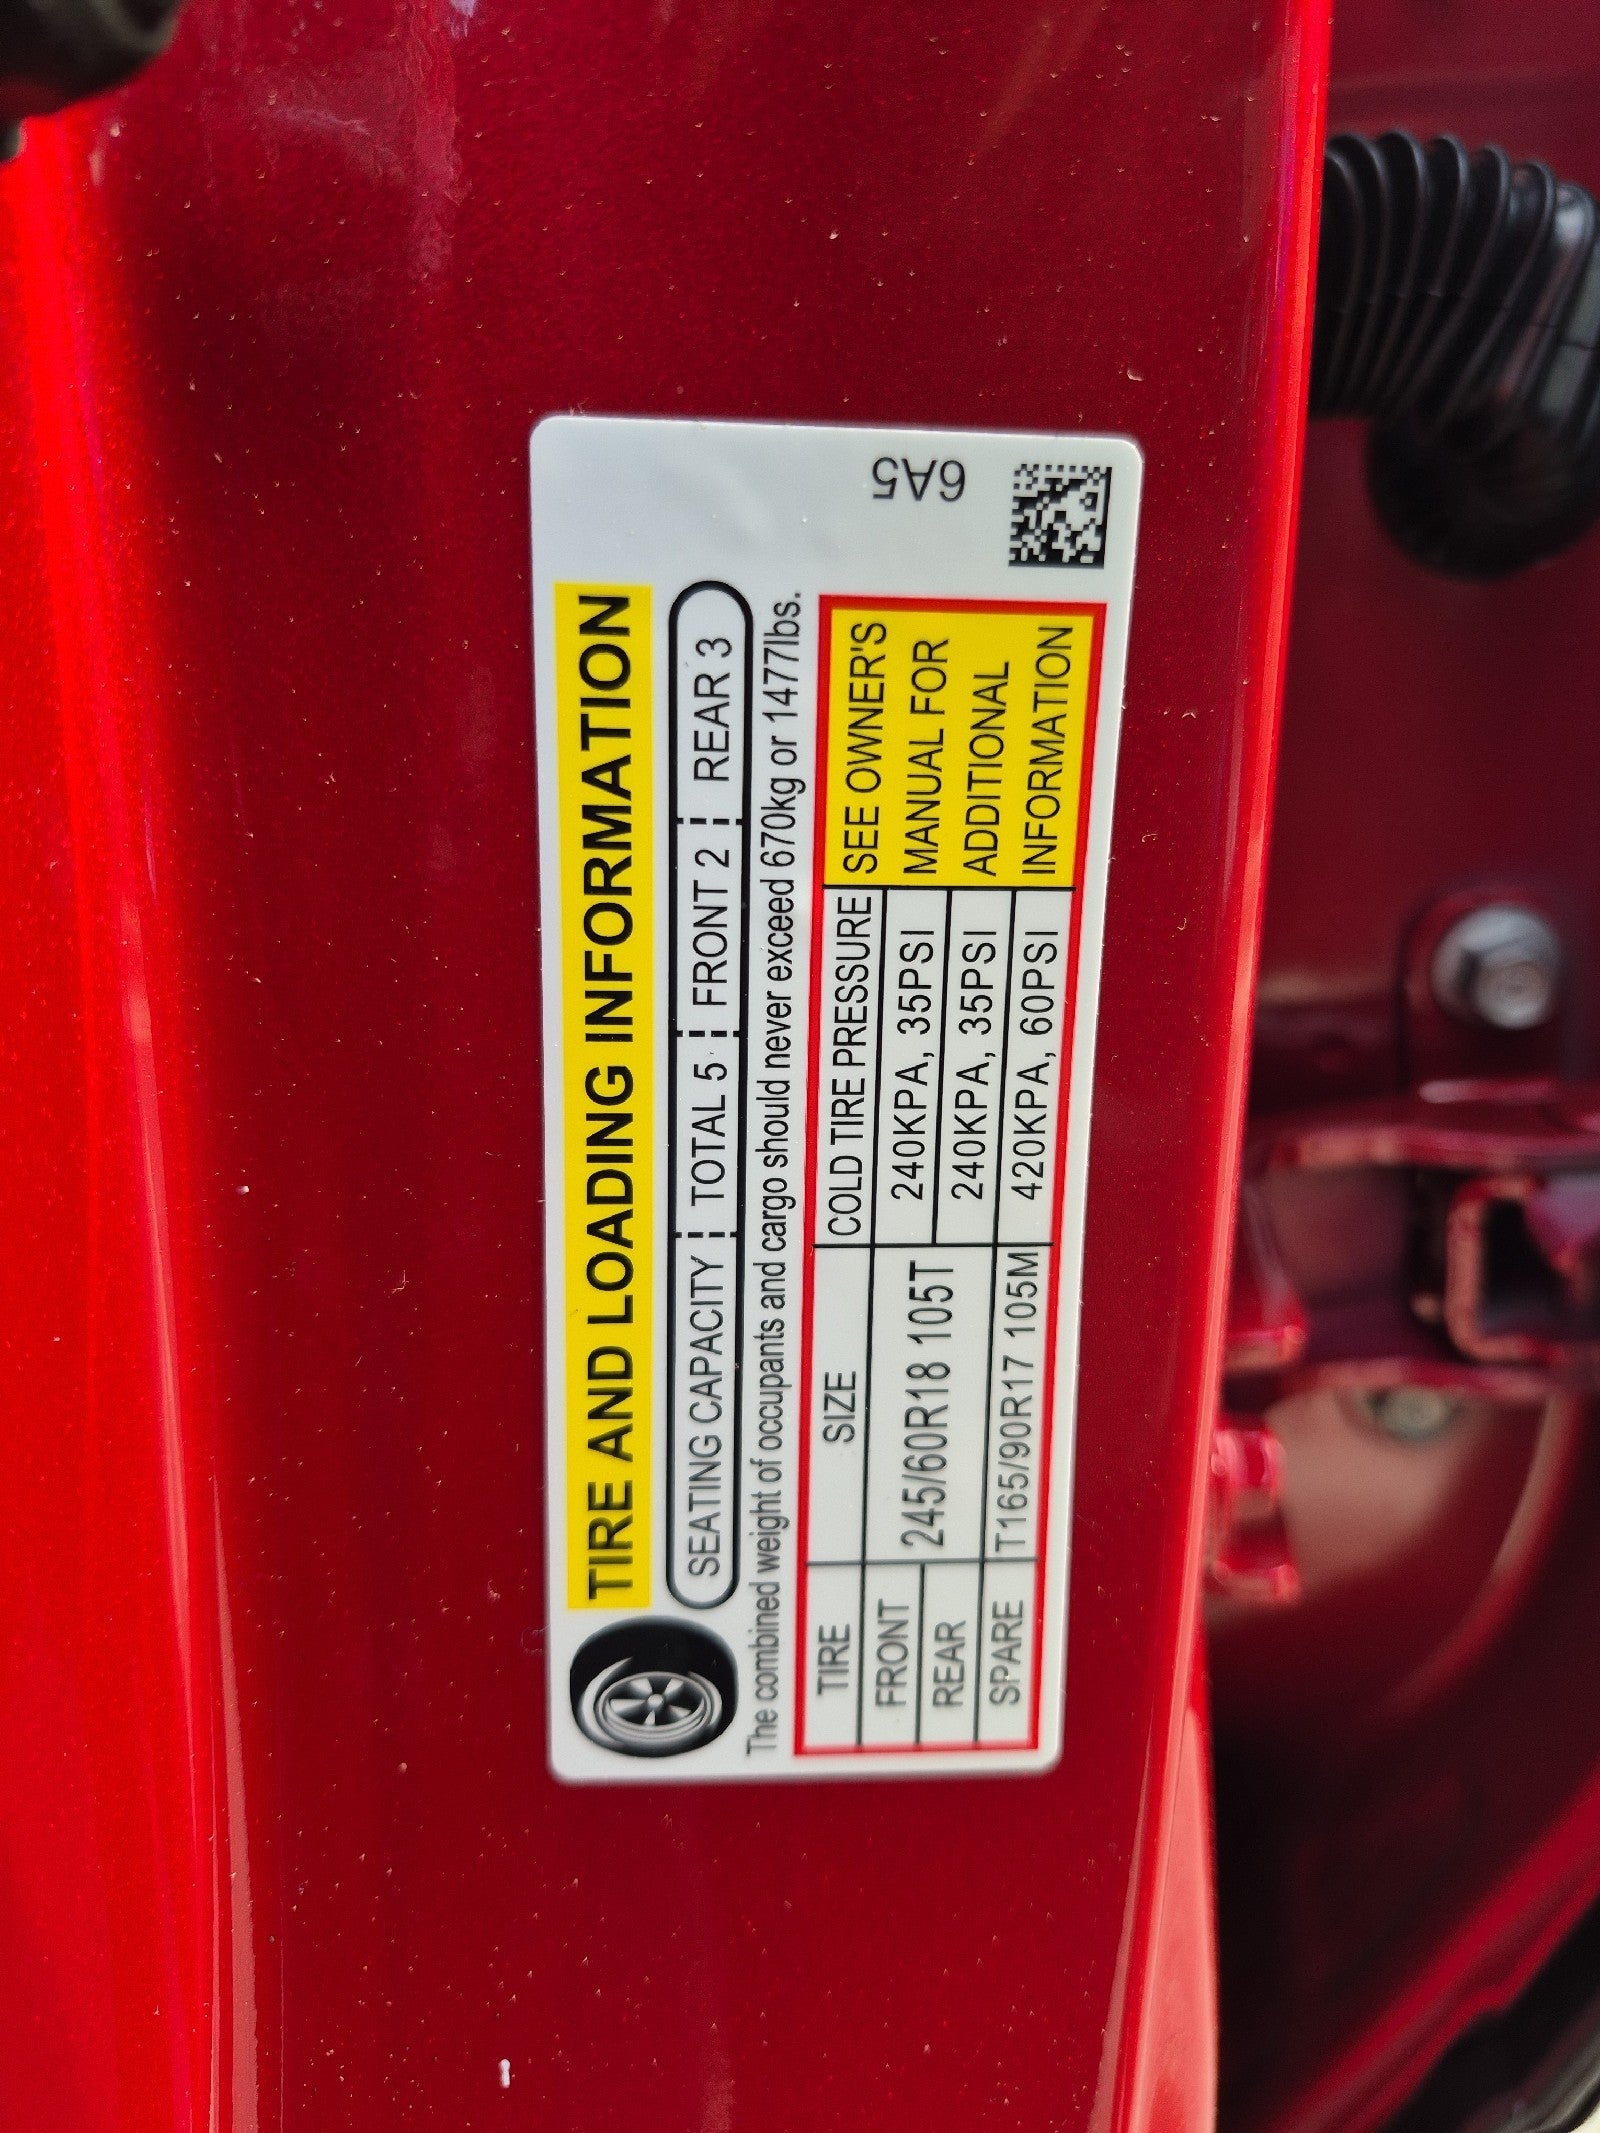 TIRE AND LOADING INFORMATION
SEATING CAPACITY TOTAL 5 FRONT 2 REAR 3
The combined weight of occupants and cargo should never exceed 670kg or 1477lbs.
TIRE SIZE COLD TIRE PRESSURE
FRONT 245/60R18 105T 240KPA, 35PSI
REAR 240KPA, 35PSI
SPARE T165/90R17 105M 420KPA, 60PSI
SEE OWNER'S
MANUAL FOR
ADDITIONAL
INFORMATION
6A5